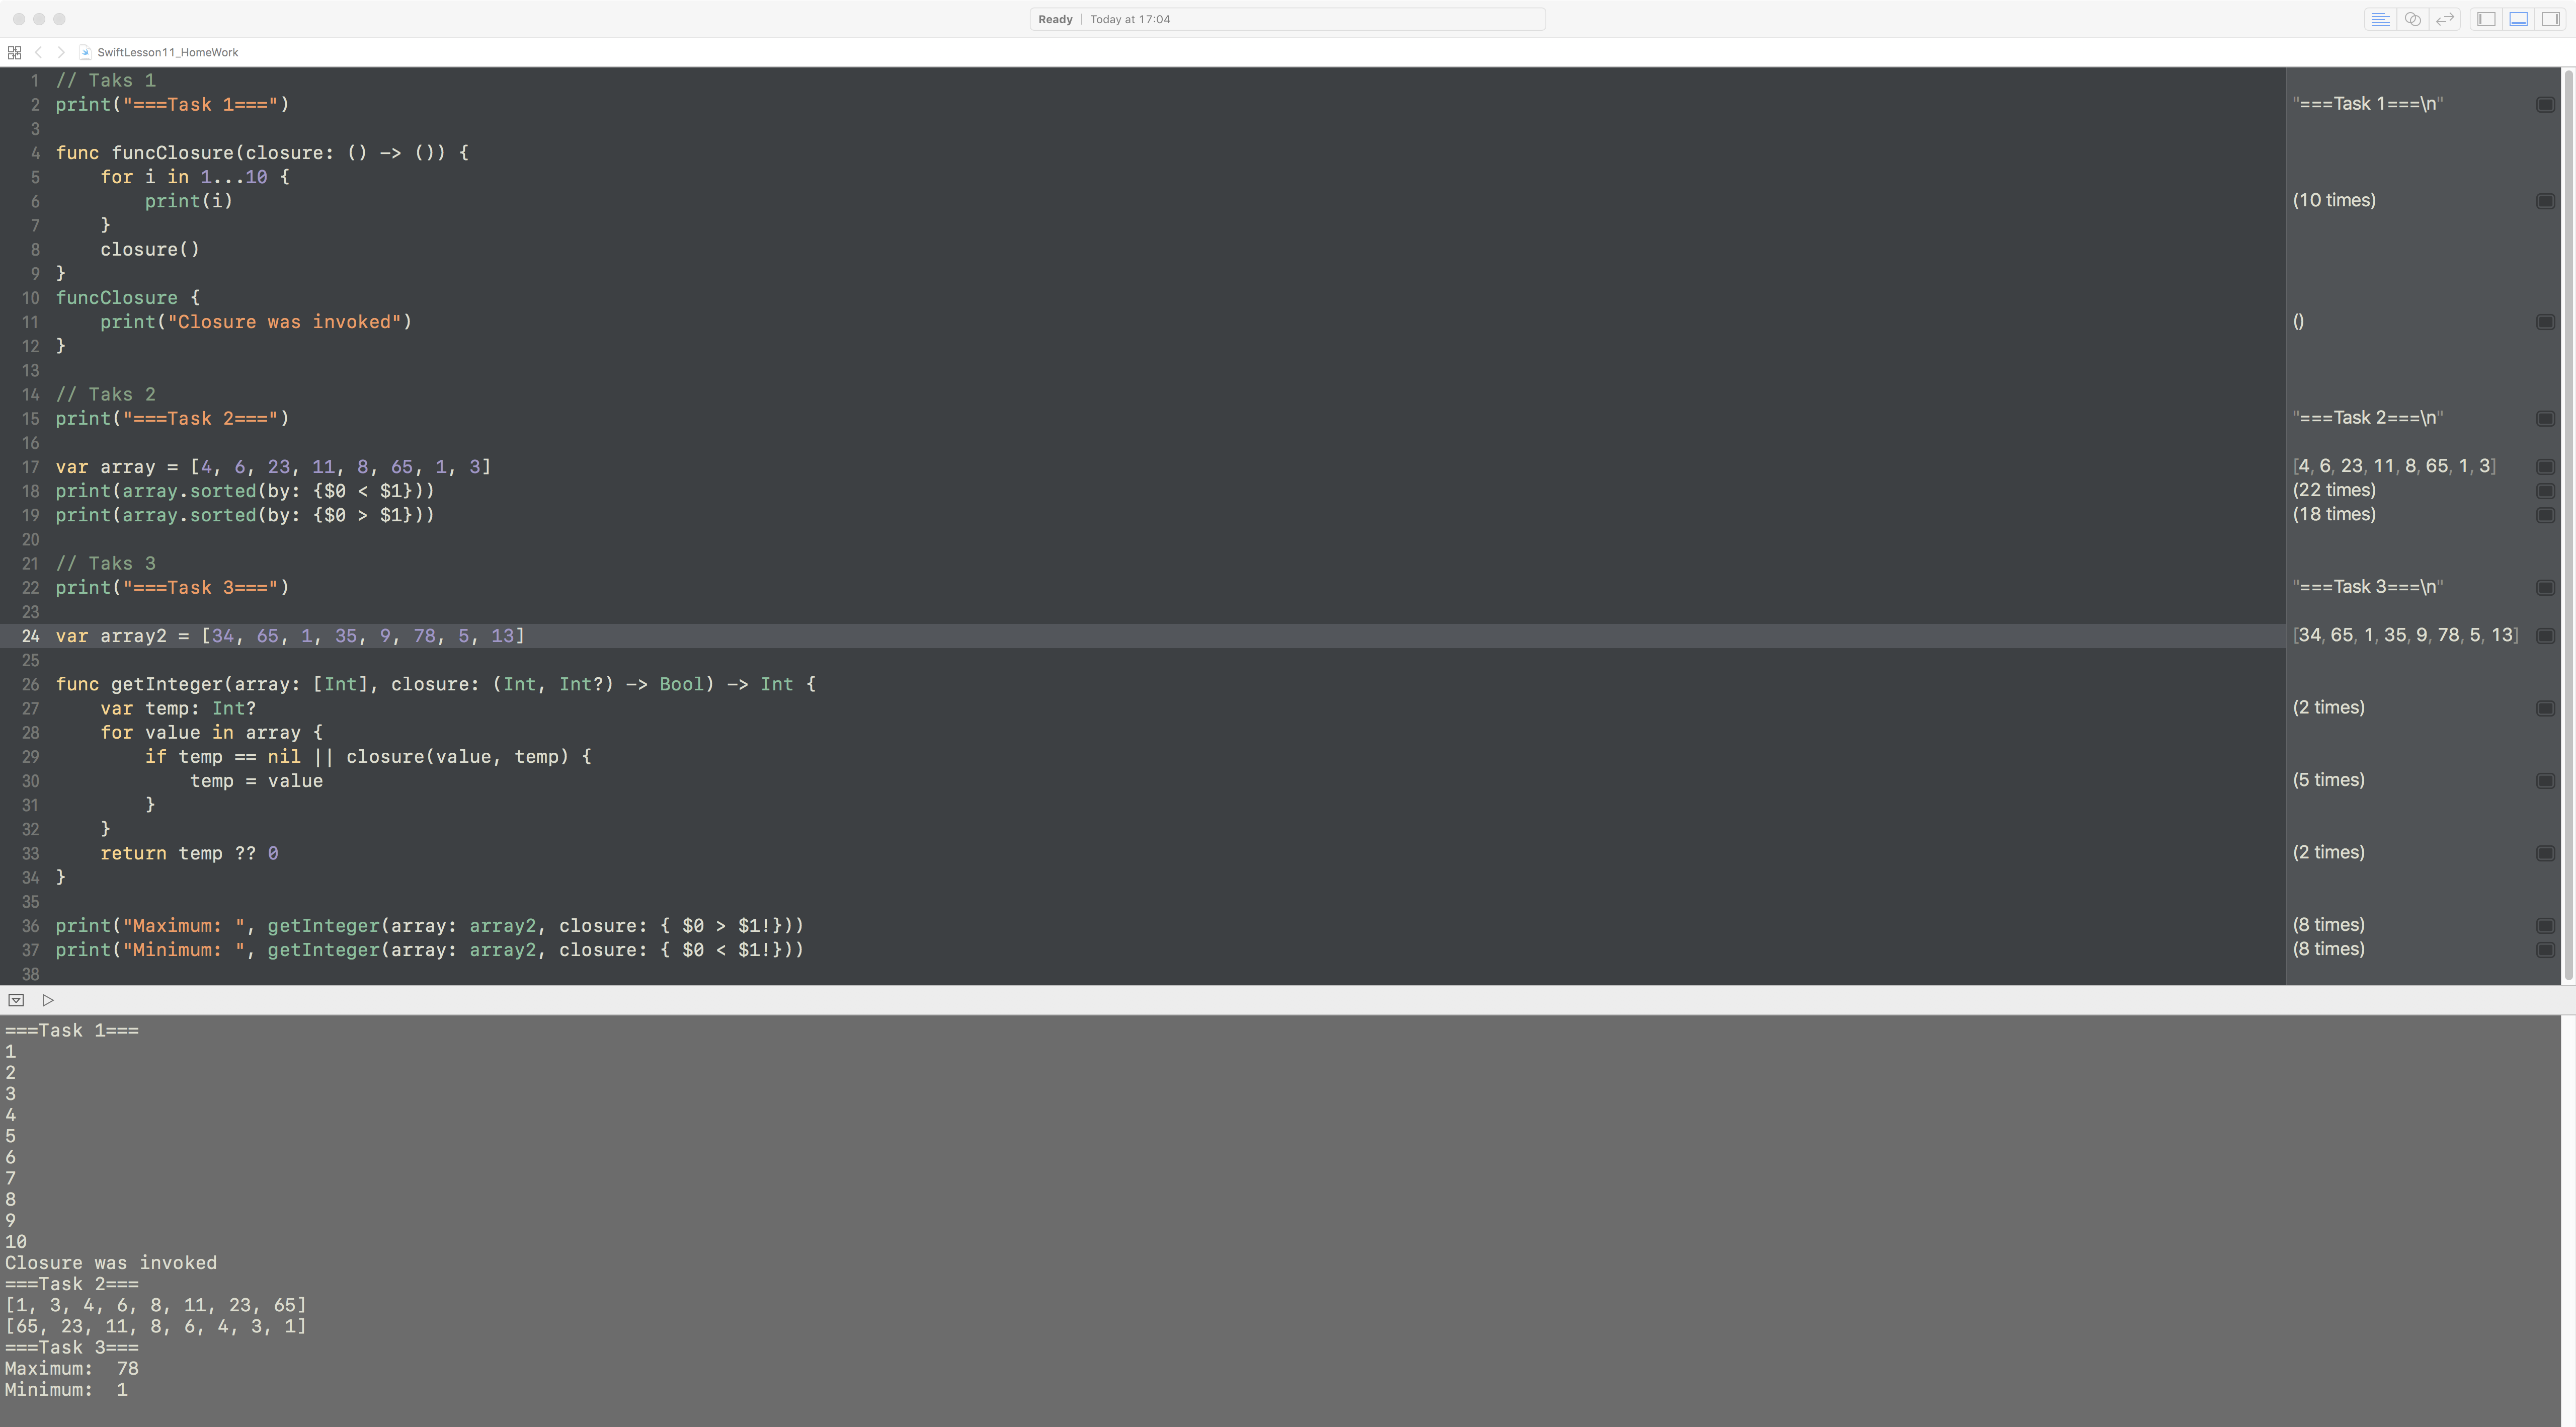 Ready | Today at 17:04
SwiftLesson11_HomeWork
1 // Taks 1
2 print("===Task 1===") "===Task 1===\n"
3
4 func funcClosure(closure: () -> ()) {
5     for i in 1...10 {
6         print(i) (10 times)
7     }
8     closure()
9 }
10 funcClosure {
11     print("Closure was invoked") ()
12 }
13
14 // Taks 2
15 print("===Task 2===") "===Task 2===\n"
16
17 var array = [4, 6, 23, 11, 8, 65, 1, 3] [4, 6, 23, 11, 8, 65, 1, 3]
18 print(array.sorted(by: {$0 < $1})) (22 times)
19 print(array.sorted(by: {$0 > $1})) (18 times)
20
21 // Taks 3
22 print("===Task 3===") "===Task 3===\n"
23
24 var array2 = [34, 65, 1, 35, 9, 78, 5, 13] [34, 65, 1, 35, 9, 78, 5, 13]
25
26 func getInteger(array: [Int], closure: (Int, Int?) -> Bool) -> Int {
27     var temp: Int? (2 times)
28     for value in array {
29         if temp == nil || closure(value, temp) {
30             temp = value (5 times)
31         }
32     }
33     return temp ?? 0 (2 times)
34 }
35
36 print("Maximum: ", getInteger(array: array2, closure: { $0 > $1!})) (8 times)
37 print("Minimum: ", getInteger(array: array2, closure: { $0 < $1!})) (8 times)
38
===Task 1===
1
2
3
4
5
6
7
8
9
10
Closure was invoked
===Task 2===
[1, 3, 4, 6, 8, 11, 23, 65]
[65, 23, 11, 8, 6, 4, 3, 1]
===Task 3===
Maximum:  78
Minimum:  1